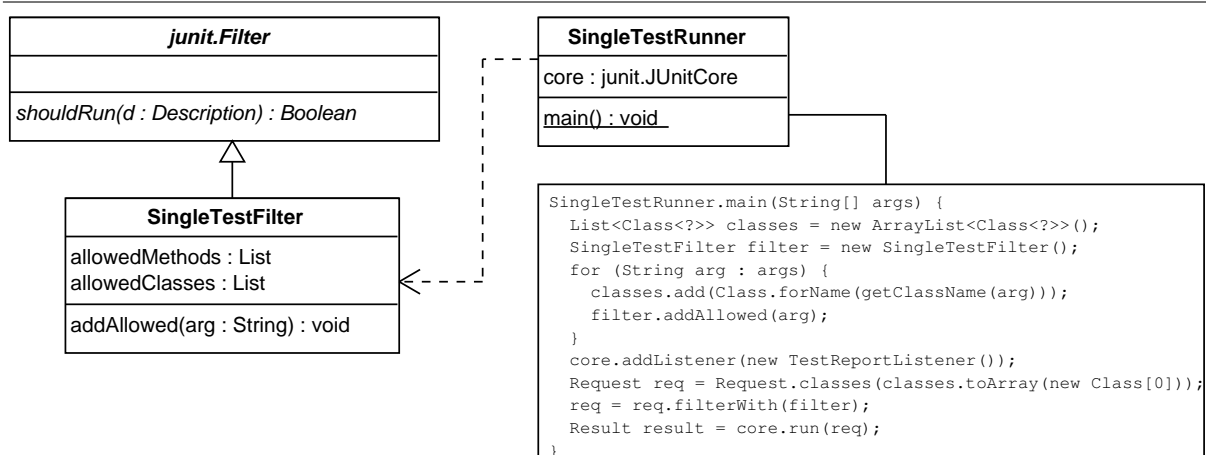 junit.Filter
shouldRun(d : Description) : Boolean
SingleTestFilter
allowedMethods : List
allowedClasses : List
addAllowed(arg : String) : void
SingleTestRunner
core : junit.JUnitCore
main() : void
SingleTestRunner.main(String[] args) {
  List<Class<?>> classes = new ArrayList<Class<?>>();
  SingleTestFilter filter = new SingleTestFilter();
  for (String arg : args) {
    classes.add(Class.forName(getClassName(arg)));
    filter.addAllowed(arg);
  }
  core.addListener(new TestReportListener());
  Request req = Request.classes(classes.toArray(new Class[0]));
  req = req.filterWith(filter);
  Result result = core.run(req);
}